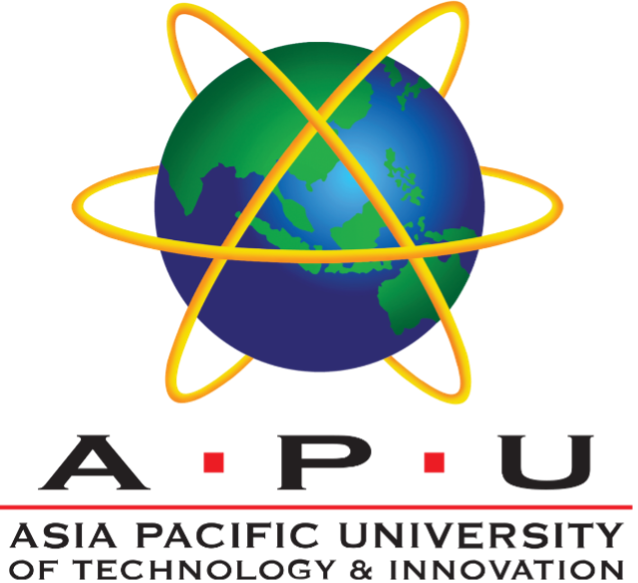 A · P · U
ASIA PACIFIC UNIVERSITY
OF TECHNOLOGY & INNOVATION